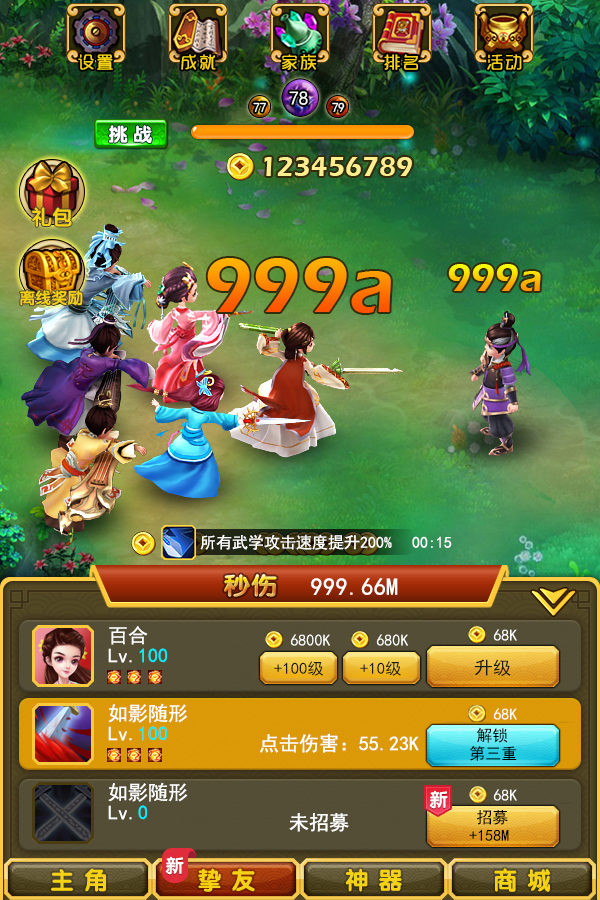 设置 成就 家族 排名 活动
77 78 79
挑战
123456789
礼包
离线奖励
999a 999a
所有武学攻击速度提升200% 00:15
秒伤 999.66M
百合
Lv.100
6800K 680K 68K
+100级 +10级 升级
如影随形
Lv.100
点击伤害：55.23K
68K
解锁
第三重
如影随形
Lv.0
未招募
新
68K
招募
+158M
主角 新 挚友 神器 商城